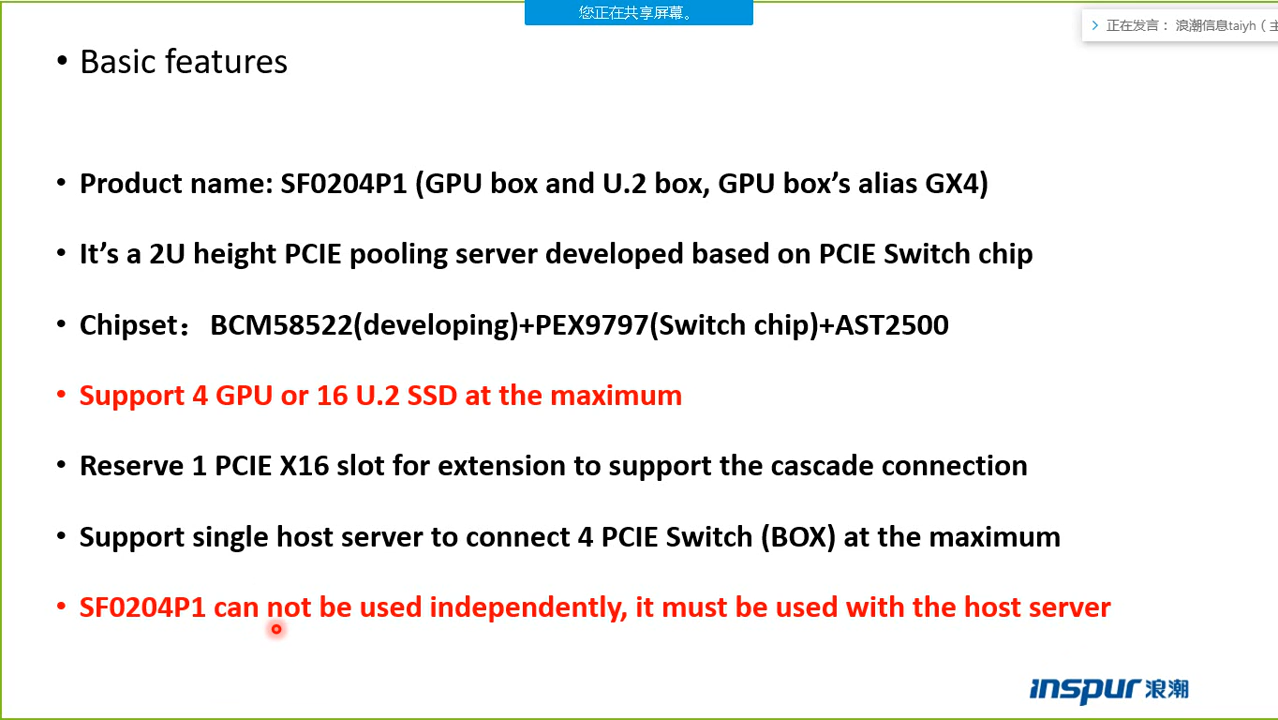 您正在共享屏幕。
正在发言： 浪潮信息taiyh（主
• Basic features
• Product name: SF0204P1 (GPU box and U.2 box, GPU box’s alias GX4)
• It’s a 2U height PCIE pooling server developed based on PCIE Switch chip
• Chipset： BCM58522(developing)+PEX9797(Switch chip)+AST2500
• Support 4 GPU or 16 U.2 SSD at the maximum
• Reserve 1 PCIE X16 slot for extension to support the cascade connection
• Support single host server to connect 4 PCIE Switch (BOX) at the maximum
• SF0204P1 can not be used independently, it must be used with the host server
inspur 浪潮